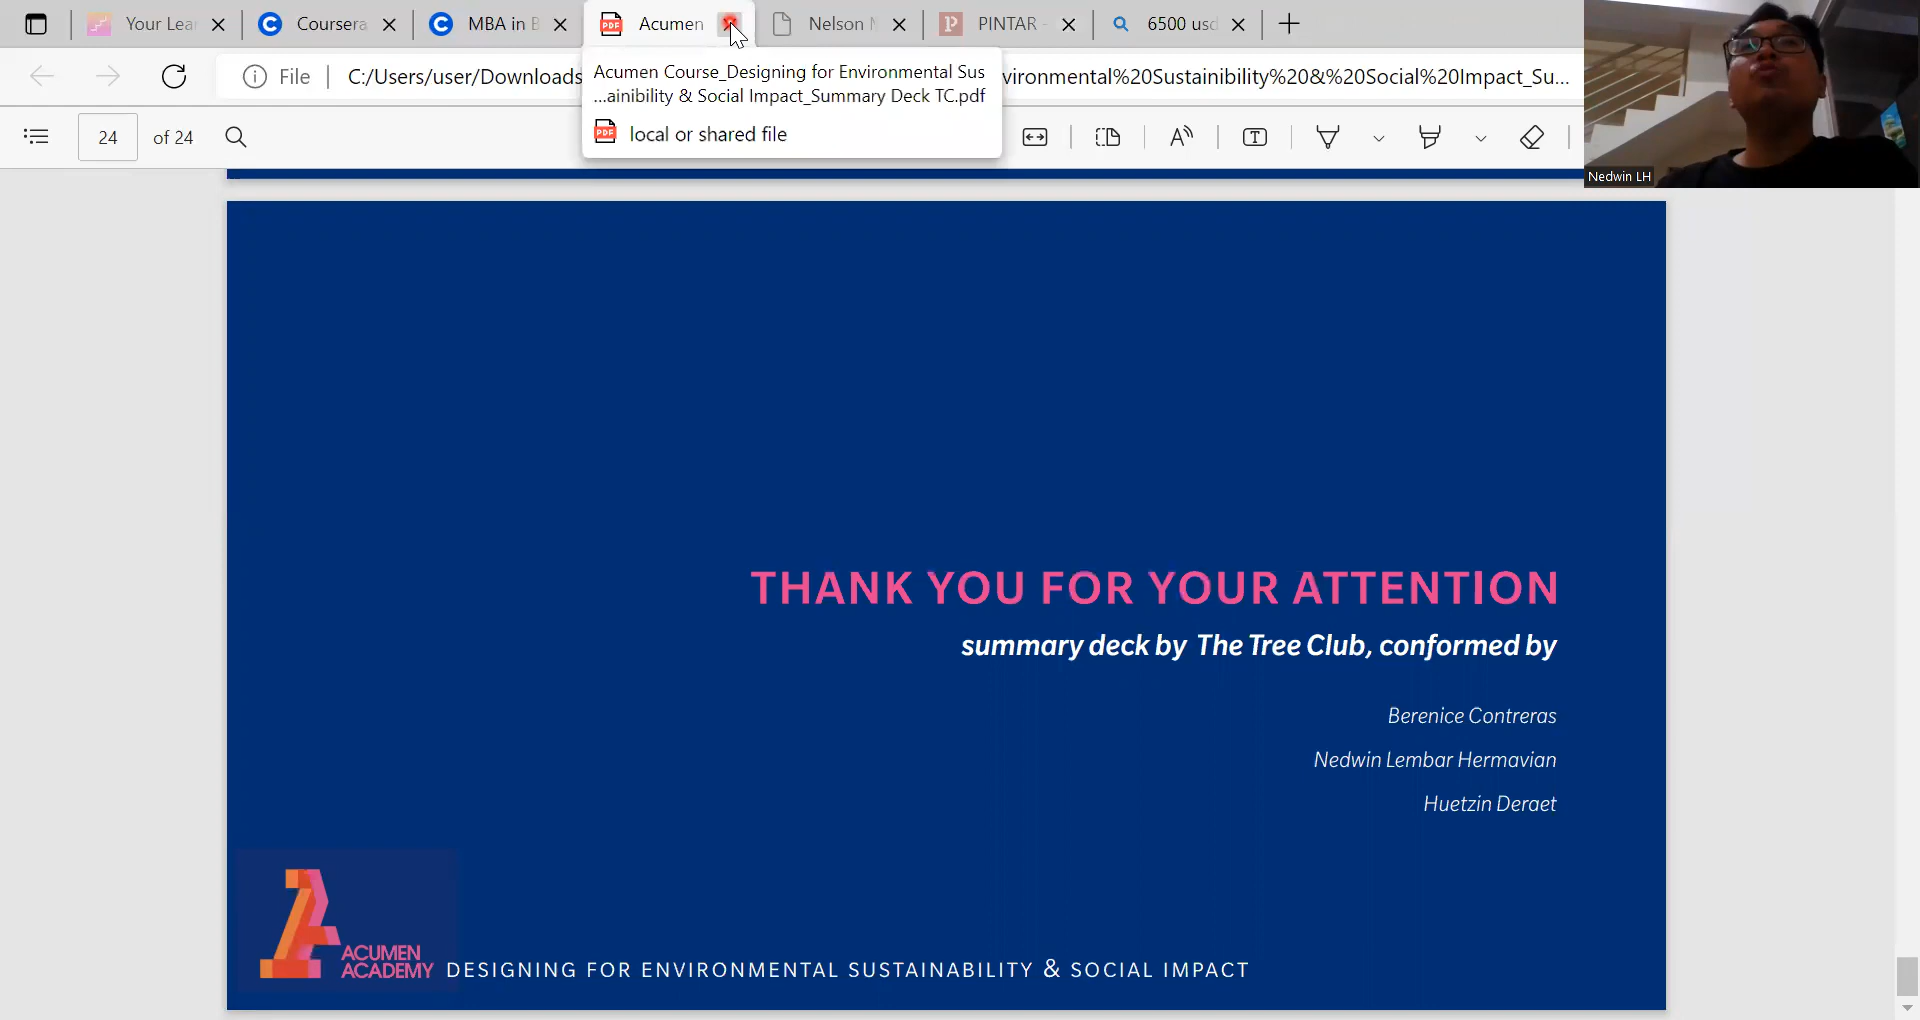 Your Lea
Coursera
MBA in B
Acumen
Nelson
PINTAR -
6500 usd
File
C:/Users/user/Downloads
vironmental%20Sustainibility%20&%20Social%20Impact_Su...
Acumen Course_Designing for Environmental Sus
...ainibility & Social Impact_Summary Deck TC.pdf
PDF local or shared file
24 of 24
Nedwin LH
THANK YOU FOR YOUR ATTENTION
summary deck by The Tree Club, conformed by
Berenice Contreras
Nedwin Lembar Hermavian
Huetzin Deraet
ACUMEN
ACADEMY
DESIGNING FOR ENVIRONMENTAL SUSTAINABILITY & SOCIAL IMPACT